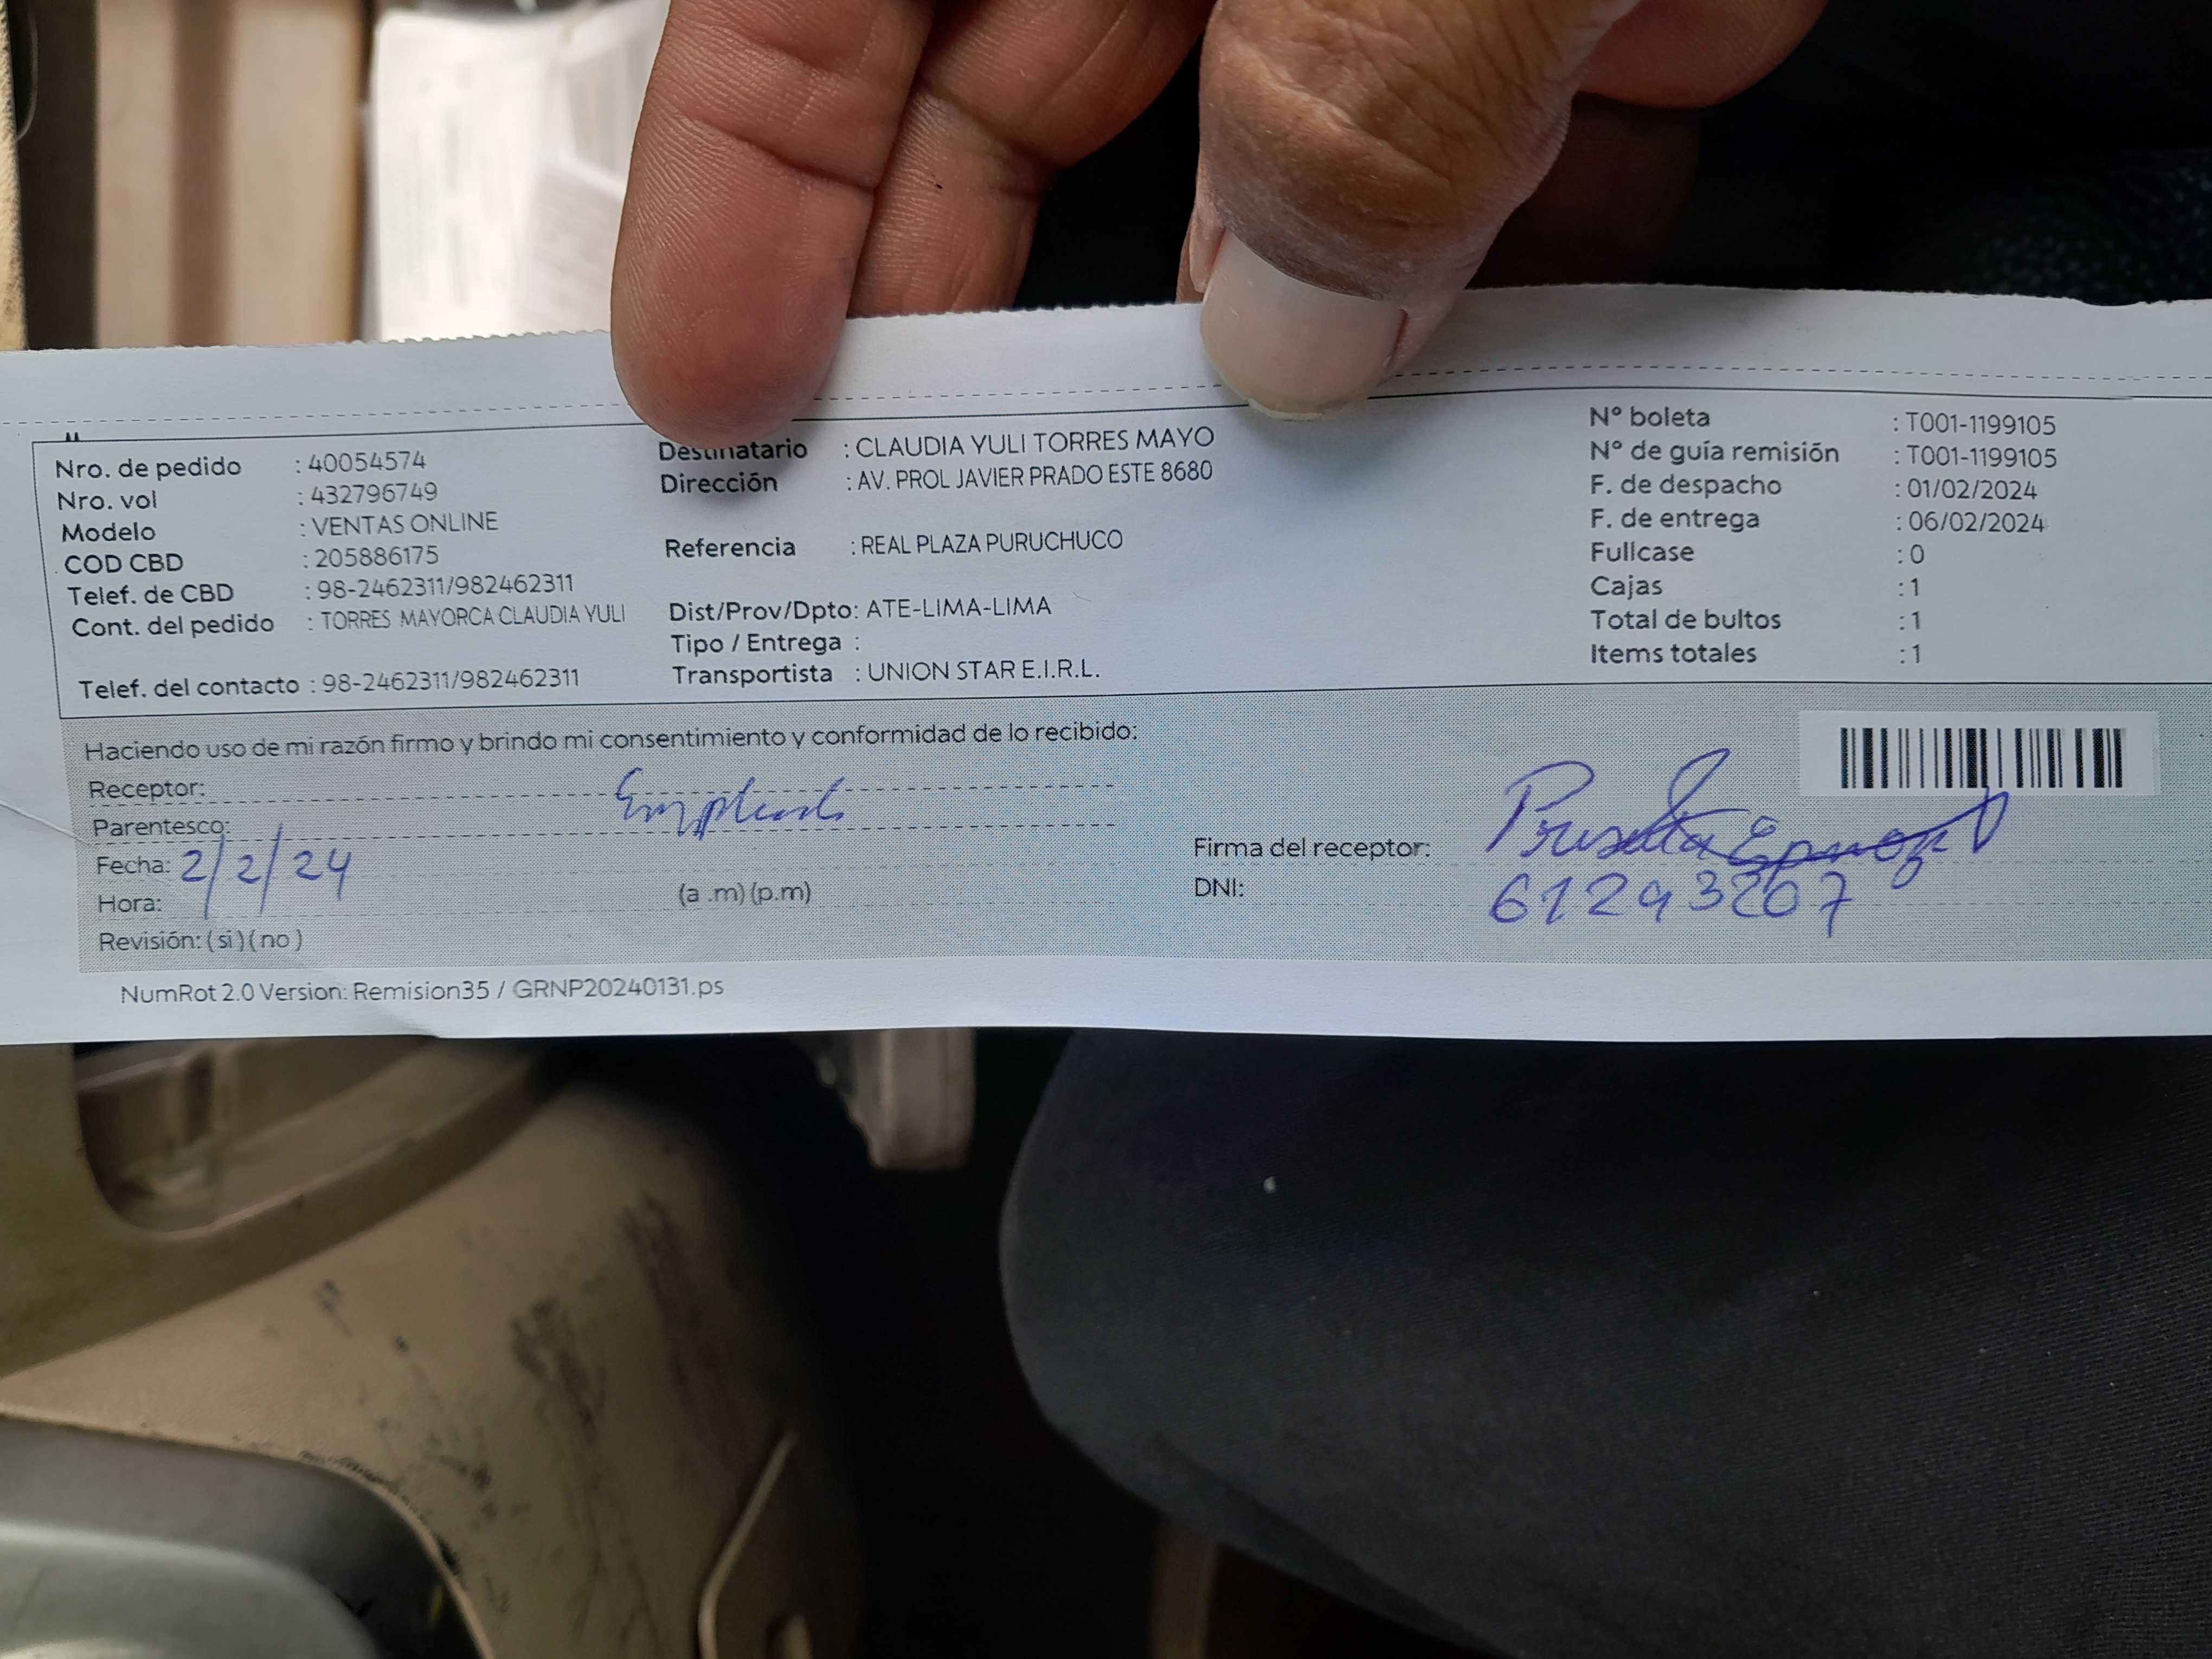 Nro. de pedido : 40054574
Nro. vol : 432796749
Modelo : VENTAS ONLINE
COD CBD : 205886175
Telef. de CBD : 98-2462311/982462311
Cont. del pedido : TORRES MAYORCA CLAUDIA YULI
Telef. del contacto : 98-2462311/982462311
Destinatario : CLAUDIA YULI TORRES MAYO
Dirección : AV. PROL JAVIER PRADO ESTE 8680
Referencia : REAL PLAZA PURUCHUCO
Dist/Prov/Dpto: ATE-LIMA-LIMA
Tipo / Entrega :
Transportista : UNION STAR E.I.R.L.
Nº boleta : T001-1199105
Nº de guía remisión : T001-1199105
F. de despacho : 01/02/2024
F. de entrega : 06/02/2024
Fullcase : 0
Cajas : 1
Total de bultos : 1
Items totales : 1
Haciendo uso de mi razón firmo y brindo mi consentimiento y conformidad de lo recibido:
Receptor:
Parentesco:
Fecha: 2/2/24
Hora: (a .m) (p.m)
Revisión: (si) (no)
Firma del receptor:
DNI: 61293207
NumRot 2.0 Version: Remision35 / GRNP20240131.ps